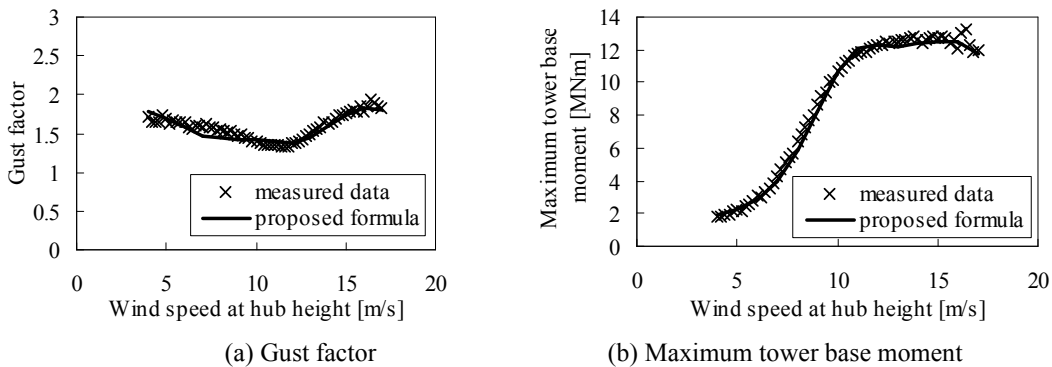 3
2.5
2
1.5
1
0.5
0
Gust factor
measured data
proposed formula
0 5 10 15 20
Wind speed at hub height [m/s]
(a) Gust factor
14
12
10
8
6
4
2
0
Maximum tower base
moment [MNm]
measured data
proposed formula
0 5 10 15 20
Wind speed at hub height [m/s]
(b) Maximum tower base moment